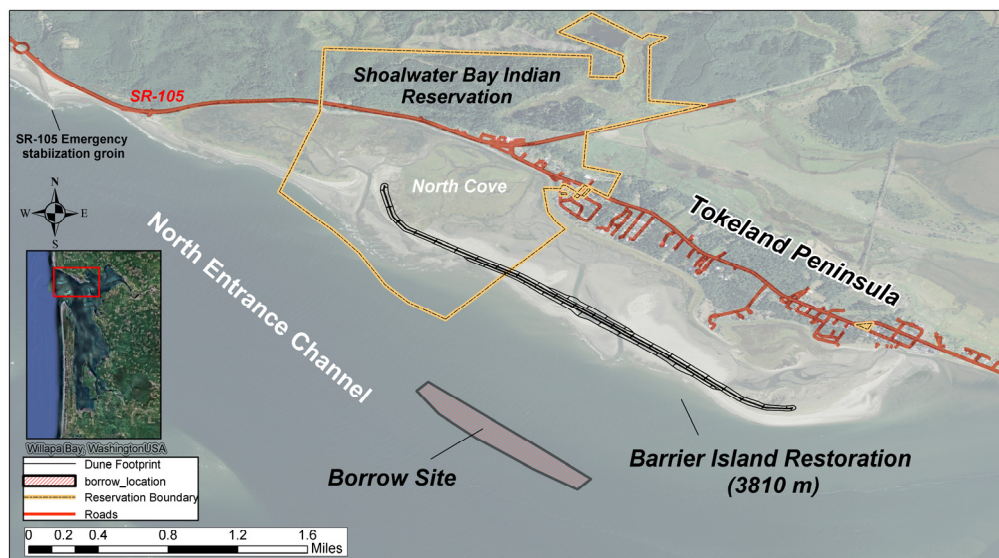 Shoalwater Bay Indian
Reservation
SR-105
SR-105 Emergency
stabiization groin
North Cove
N
W E
S
Tokeland Peninsula
North Entrance Channel
Willapa Bay, WashingtonUSA
Dune Footprint
borrow_location
Reservation Boundary
Roads
Borrow Site
Barrier Island Restoration
(3810 m)
0 0.2 0.4 0.8 1.2 1.6
Miles